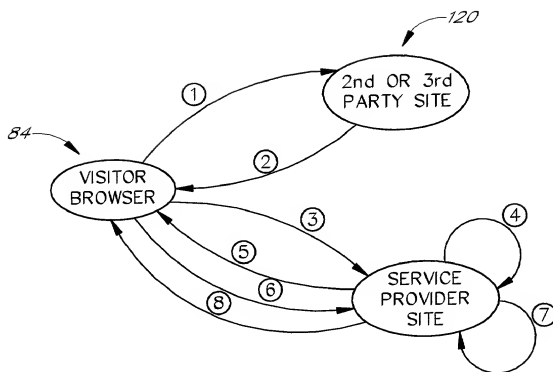 120
1
2nd OR 3rd
PARTY SITE
84
2
VISITOR
BROWSER
3
4
5
SERVICE
PROVIDER
SITE
6
8
7